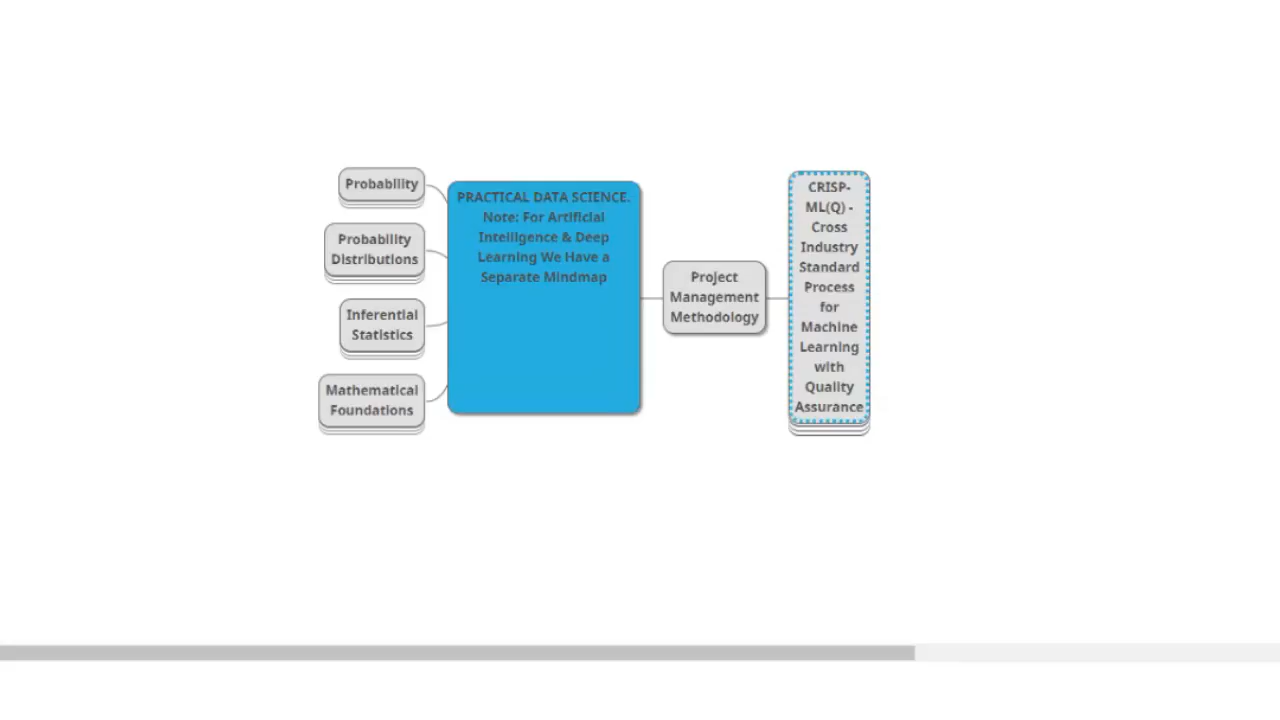 Probability
Probability
Distributions
Inferential
Statistics
Mathematical
Foundations
PRACTICAL DATA SCIENCE.
Note: For Artificial
Intelligence & Deep
Learning We Have a
Separate Mindmap
Project
Management
Methodology
CRISP-
ML(Q) -
Cross
Industry
Standard
Process
for
Machine
Learning
with
Quality
Assurance